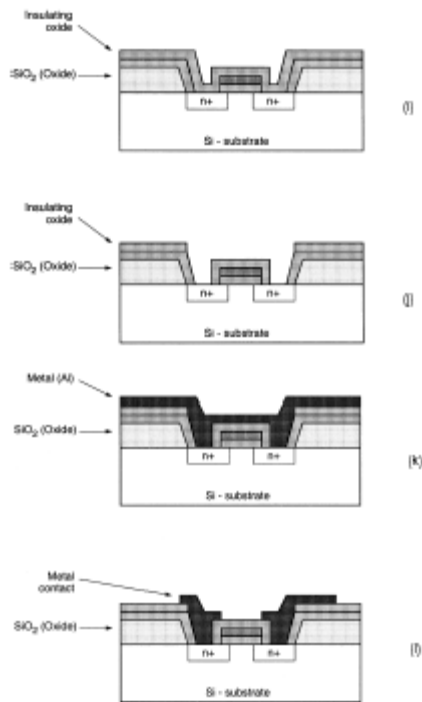 Insulating
oxide
:SiO2 (Oxide)
n+ n+
Si - substrate
(i)
Insulating
oxide
:SiO2 (Oxide)
n+ n+
Si - substrate
(j)
Metal (Al)
SiO2 (Oxide)
n+ n+
Si - substrate
(k)
Metal
contact
SiO2 (Oxide)
n+ n+
Si - substrate
(l)